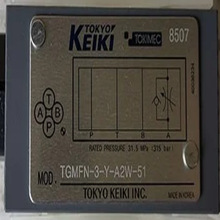 TOKYO
KEIKI TOKIMEC 8507
T
A B
P
P T B A
RATED PRESSURE 31.5 MPa (315 bar)
MOD. TGMFN-3-Y-A2W-51
TOKYO KEIKI INC. MADE IN KOREA